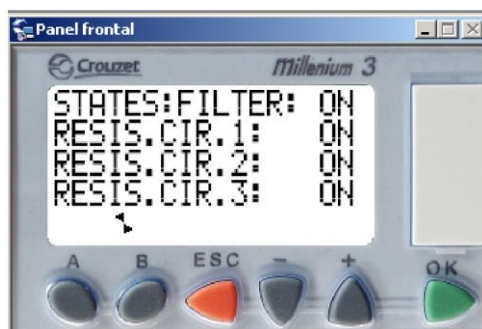 Panel frontal
Crouzet
Millenium 3
STATES:FILTER: ON
RESIS.CIR.1: ON
RESIS.CIR.2: ON
RESIS.CIR.3: ON
A B ESC - + OK